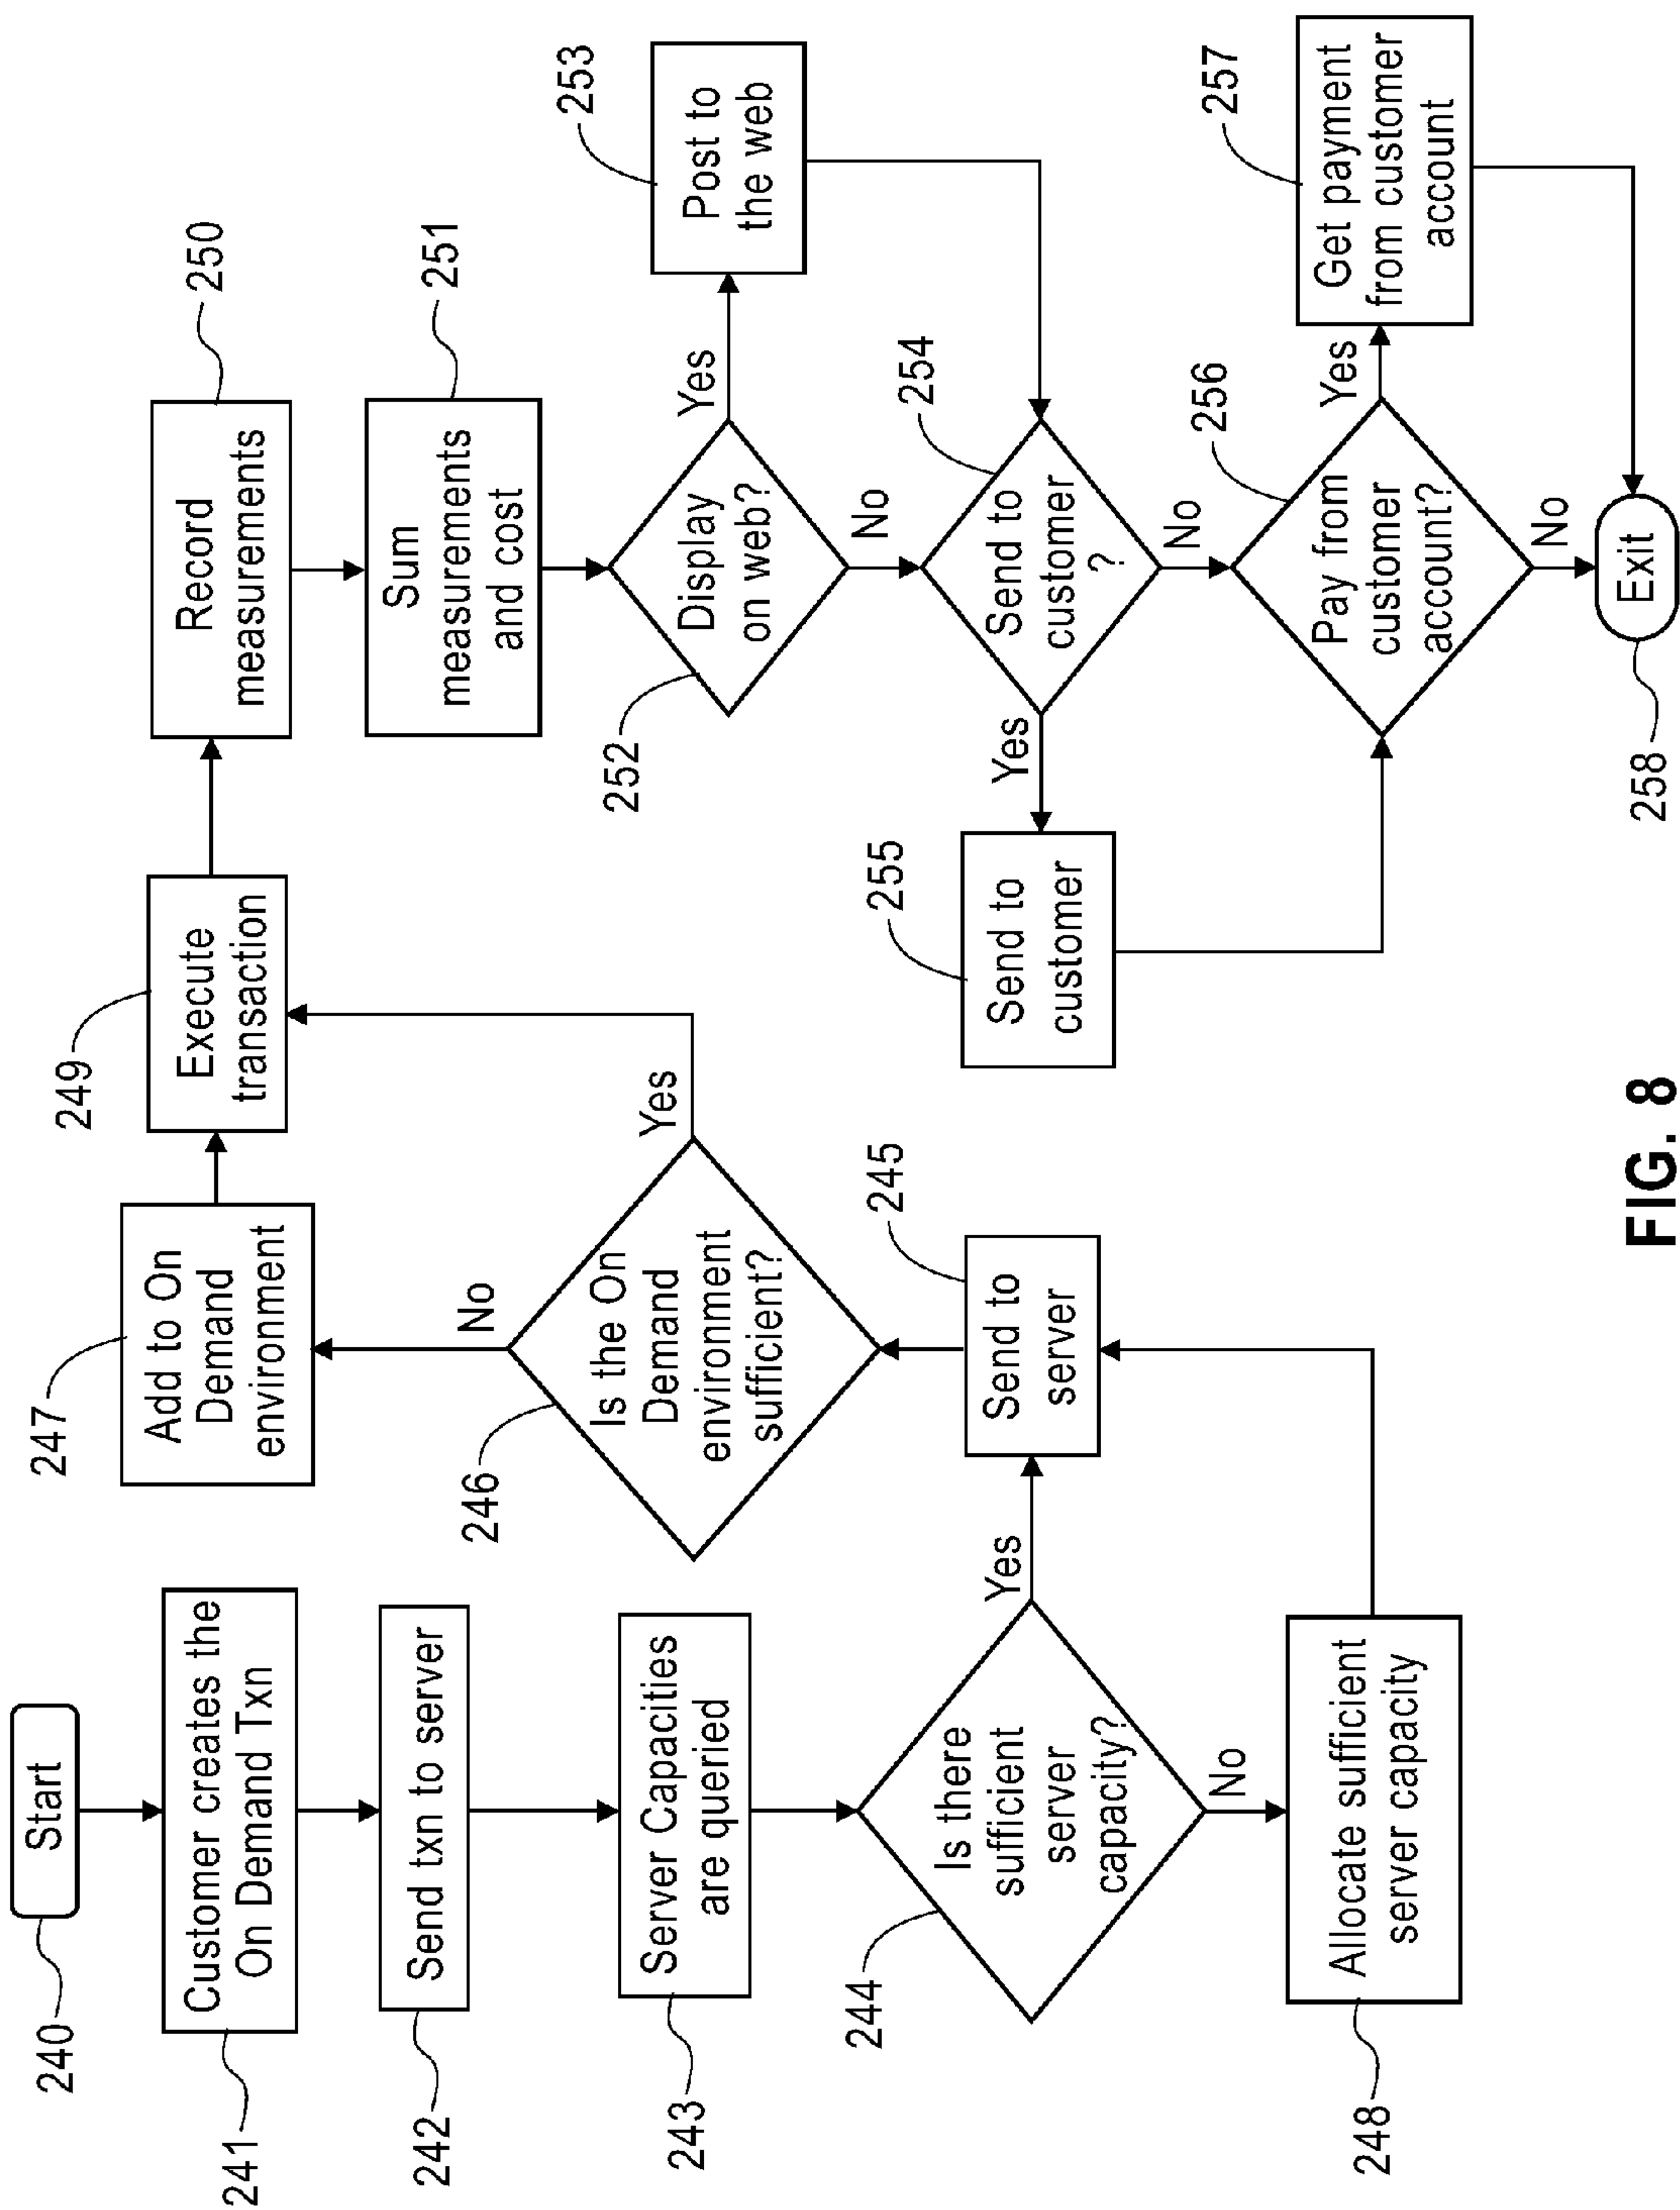 Start
240
Customer creates the
On Demand Txn
241
Send txn to server
242
Server Capacities
are queried
243
Is there
sufficient
server
capacity?
244
Yes
No
Allocate sufficient
server capacity
248
Send to
server
245
Is the On
Demand
environment
sufficient?
246
No
Yes
Add to On
Demand
environment
247
Execute
transaction
249
Record
measurements
250
Sum
measurements
and cost
251
Display
on web?
252
Yes
No
Post to
the web
253
Send to
customer
?
254
Yes
No
Send to
customer
255
Pay from
customer
account?
256
Yes
No
Get payment
from customer
account
257
Exit
258
FIG. 8